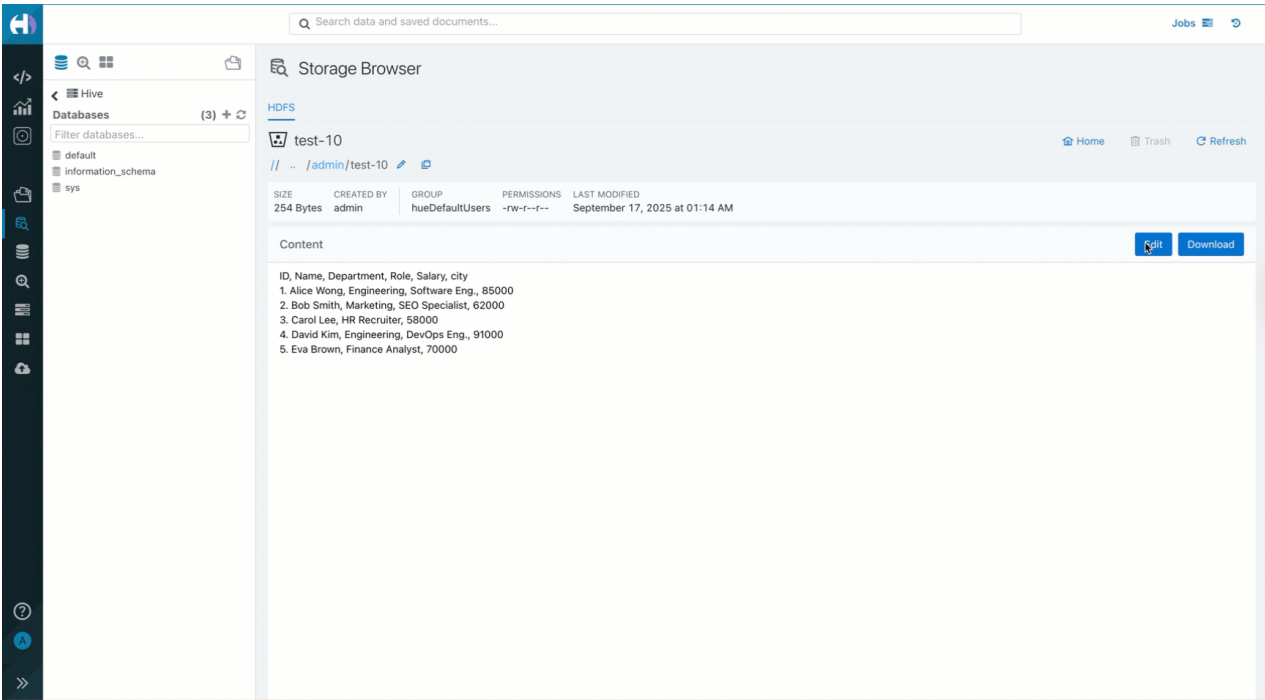 Search data and saved documents...
Jobs
</>
Hive
Databases (3)
Filter databases...
default
information_schema
sys
Storage Browser
HDFS
test-10
Home Trash Refresh
// .. /admin/test-10
SIZE CREATED BY GROUP PERMISSIONS LAST MODIFIED
254 Bytes admin hueDefaultUsers -rw-r--r-- September 17, 2025 at 01:14 AM
Content Edit Download
ID, Name, Department, Role, Salary, city
1. Alice Wong, Engineering, Software Eng., 85000
2. Bob Smith, Marketing, SEO Specialist, 62000
3. Carol Lee, HR Recruiter, 58000
4. David Kim, Engineering, DevOps Eng., 91000
5. Eva Brown, Finance Analyst, 70000
A